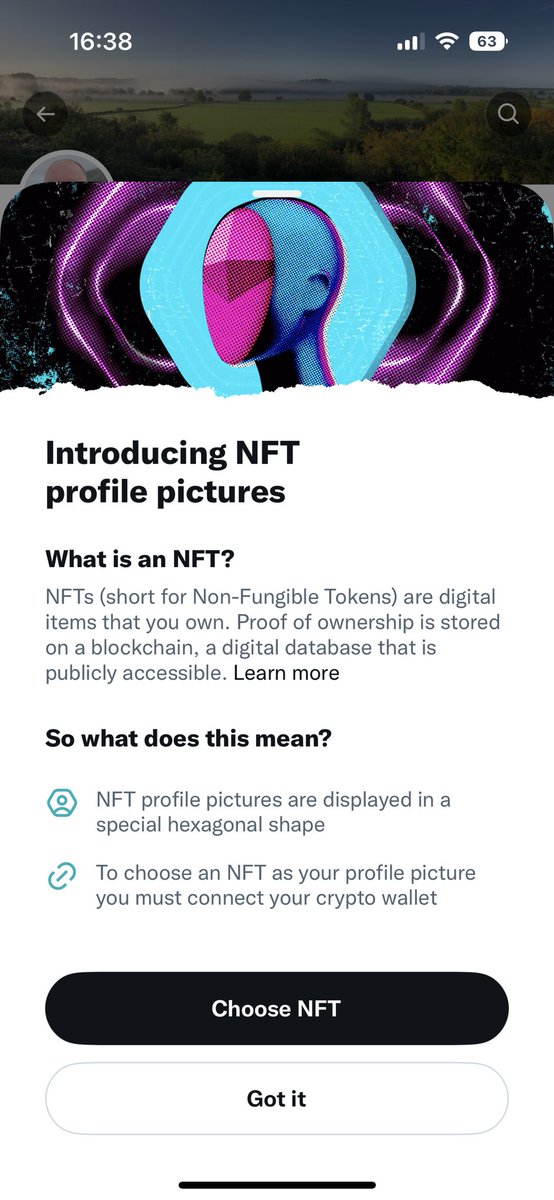 16:38
63
Introducing NFT
profile pictures
What is an NFT?
NFTs (short for Non-Fungible Tokens) are digital
items that you own. Proof of ownership is stored
on a blockchain, a digital database that is
publicly accessible. Learn more
So what does this mean?
NFT profile pictures are displayed in a
special hexagonal shape
To choose an NFT as your profile picture
you must connect your crypto wallet
Choose NFT
Got it